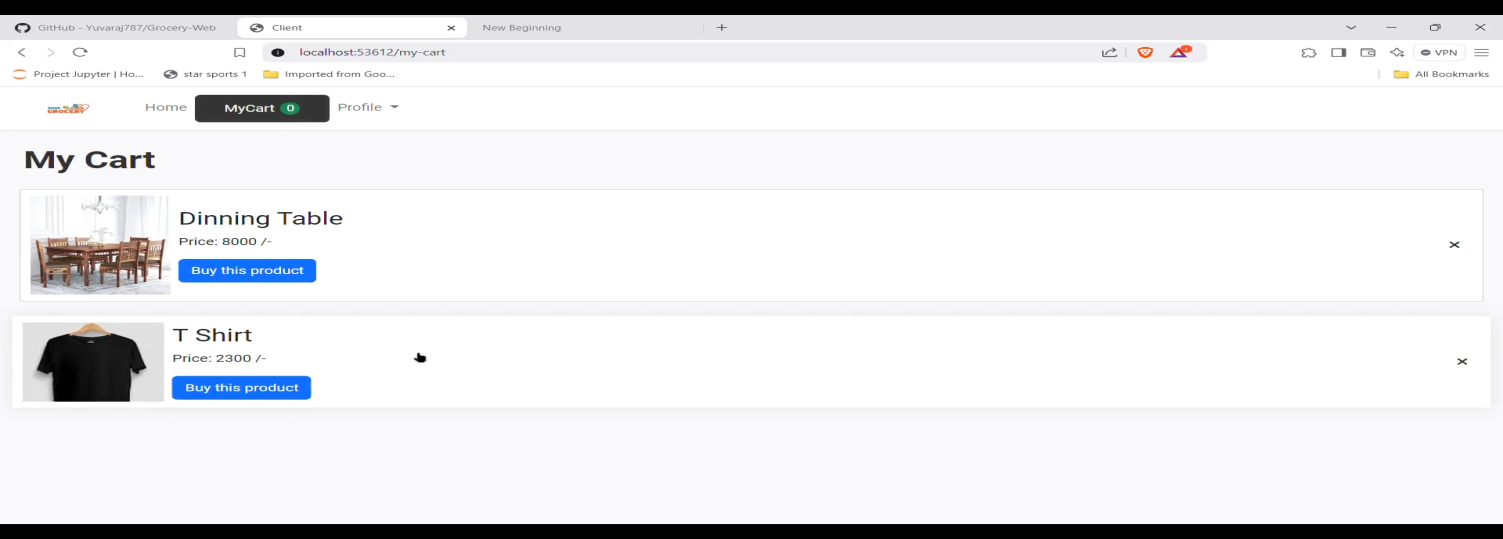 GitHub - Yuvaraj787/Grocery-Web Client New Beginning
localhost:53612/my-cart VPN
Project Jupyter | Ho... star sports 1 Imported from Goo... All Bookmarks
GROCERY Home MyCart 0 Profile
My Cart
Dinning Table
Price: 8000 /-
Buy this product
T Shirt
Price: 2300 /-
Buy this product